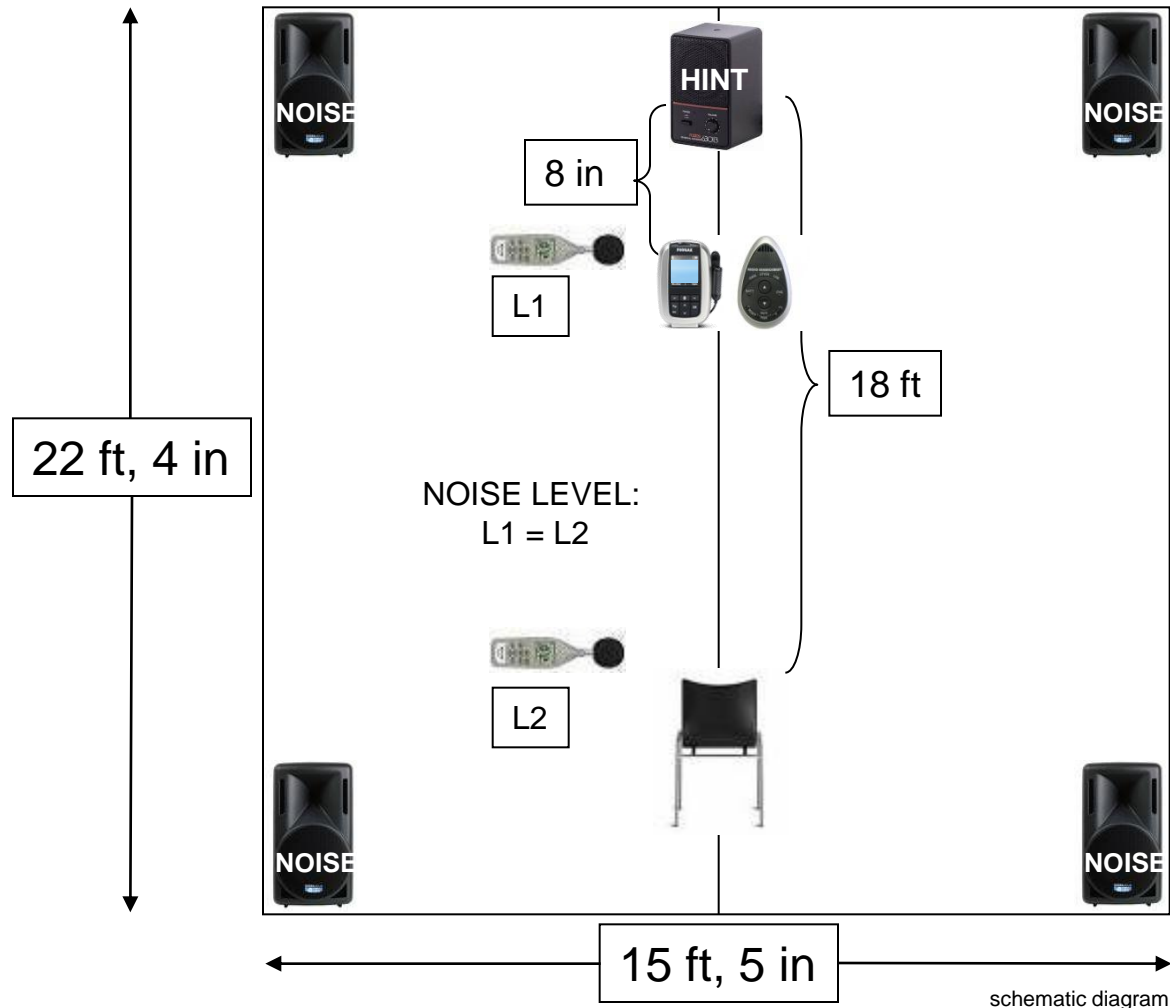 NOISE
HINT
NOISE
8 in
L1
18 ft
22 ft, 4 in
NOISE LEVEL:
L1 = L2
L2
NOISE
NOISE
15 ft, 5 in
schematic diagram